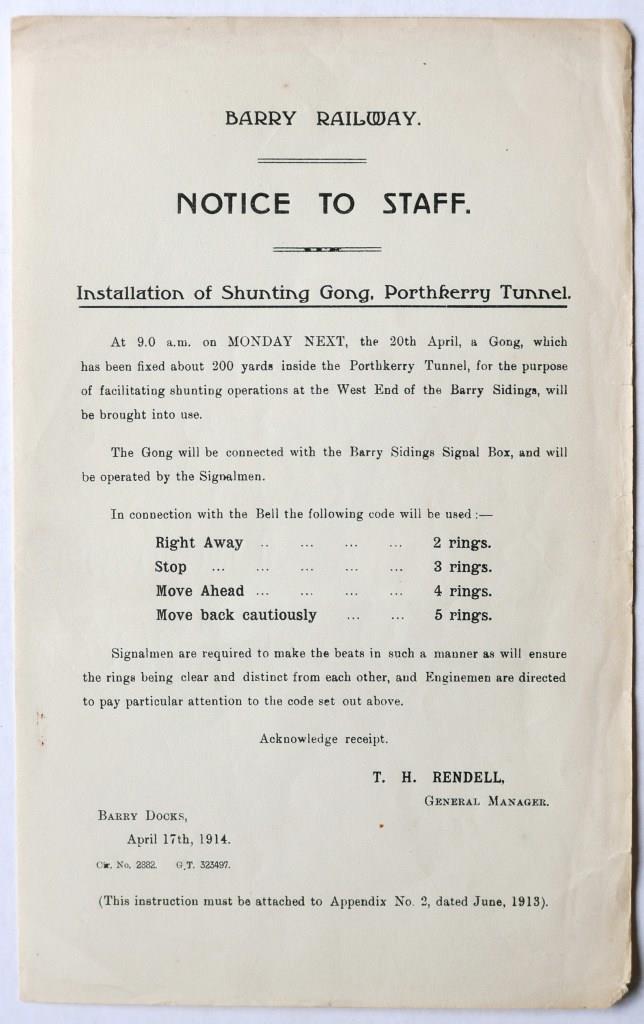 BARRY RAILWAY.
NOTICE TO STAFF.
Installation of Shunting Gong, Porthkerry Tunnel.
At 9.0 a.m. on MONDAY NEXT, the 20th April, a Gong, which
has been fixed about 200 yards inside the Porthkerry Tunnel, for the purpose
of facilitating shunting operations at the West End of the Barry Sidings, will
be brought into use.
The Gong will be connected with the Barry Sidings Signal Box, and will
be operated by the Signalmen.
In connection with the Bell the following code will be used :—
Right Away .. ... ... ... 2 rings.
Stop ... ... ... ... ... 3 rings.
Move Ahead ... ... ... ... 4 rings.
Move back cautiously ... ... 5 rings.
Signalmen are required to make the beats in such a manner as will ensure
the rings being clear and distinct from each other, and Enginemen are directed
to pay particular attention to the code set out above.
Acknowledge receipt.
T. H. RENDELL,
GENERAL MANAGER.
BARRY DOCKS,
April 17th, 1914.
Cir. No. 2882. G.T. 323497.
(This instruction must be attached to Appendix No. 2, dated June, 1913).